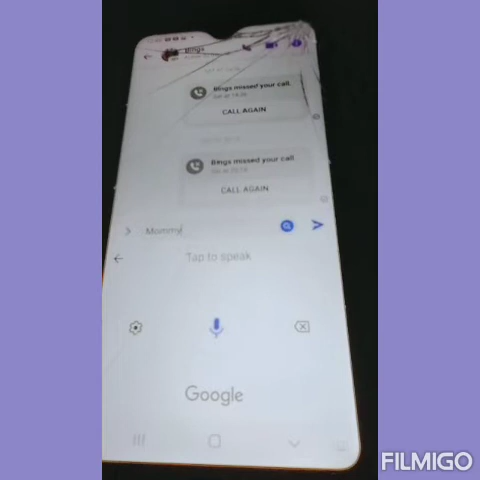 Bings
Bings missed your call.
CALL AGAIN
Bings missed your call.
CALL AGAIN
Mommy
Tap to speak
Google
FILMIGO